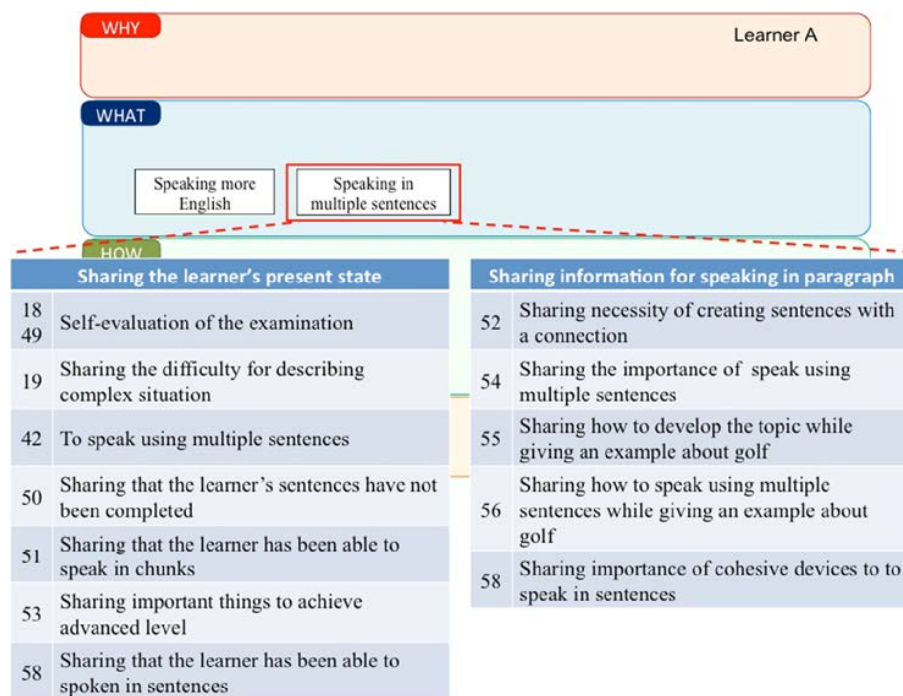 WHY
Learner A
WHAT
Speaking more
English
Speaking in
multiple sentences
HOW
Sharing the learner's present state
18
49
Self-evaluation of the examination
19
Sharing the difficulty for describing
complex situation
42
To speak using multiple sentences
50
Sharing that the learner's sentences have not
been completed
51
Sharing that the learner has been able to
speak in chunks
53
Sharing important things to achieve
advanced level
58
Sharing that the learner has been able to
spoken in sentences
Sharing information for speaking in paragraph
52
Sharing necessity of creating sentences with
a connection
54
Sharing the importance of speak using
multiple sentences
55
Sharing how to develop the topic while
giving an example about golf
56
Sharing how to speak using multiple
sentences while giving an example about
golf
58
Sharing importance of cohesive devices to to
speak in sentences